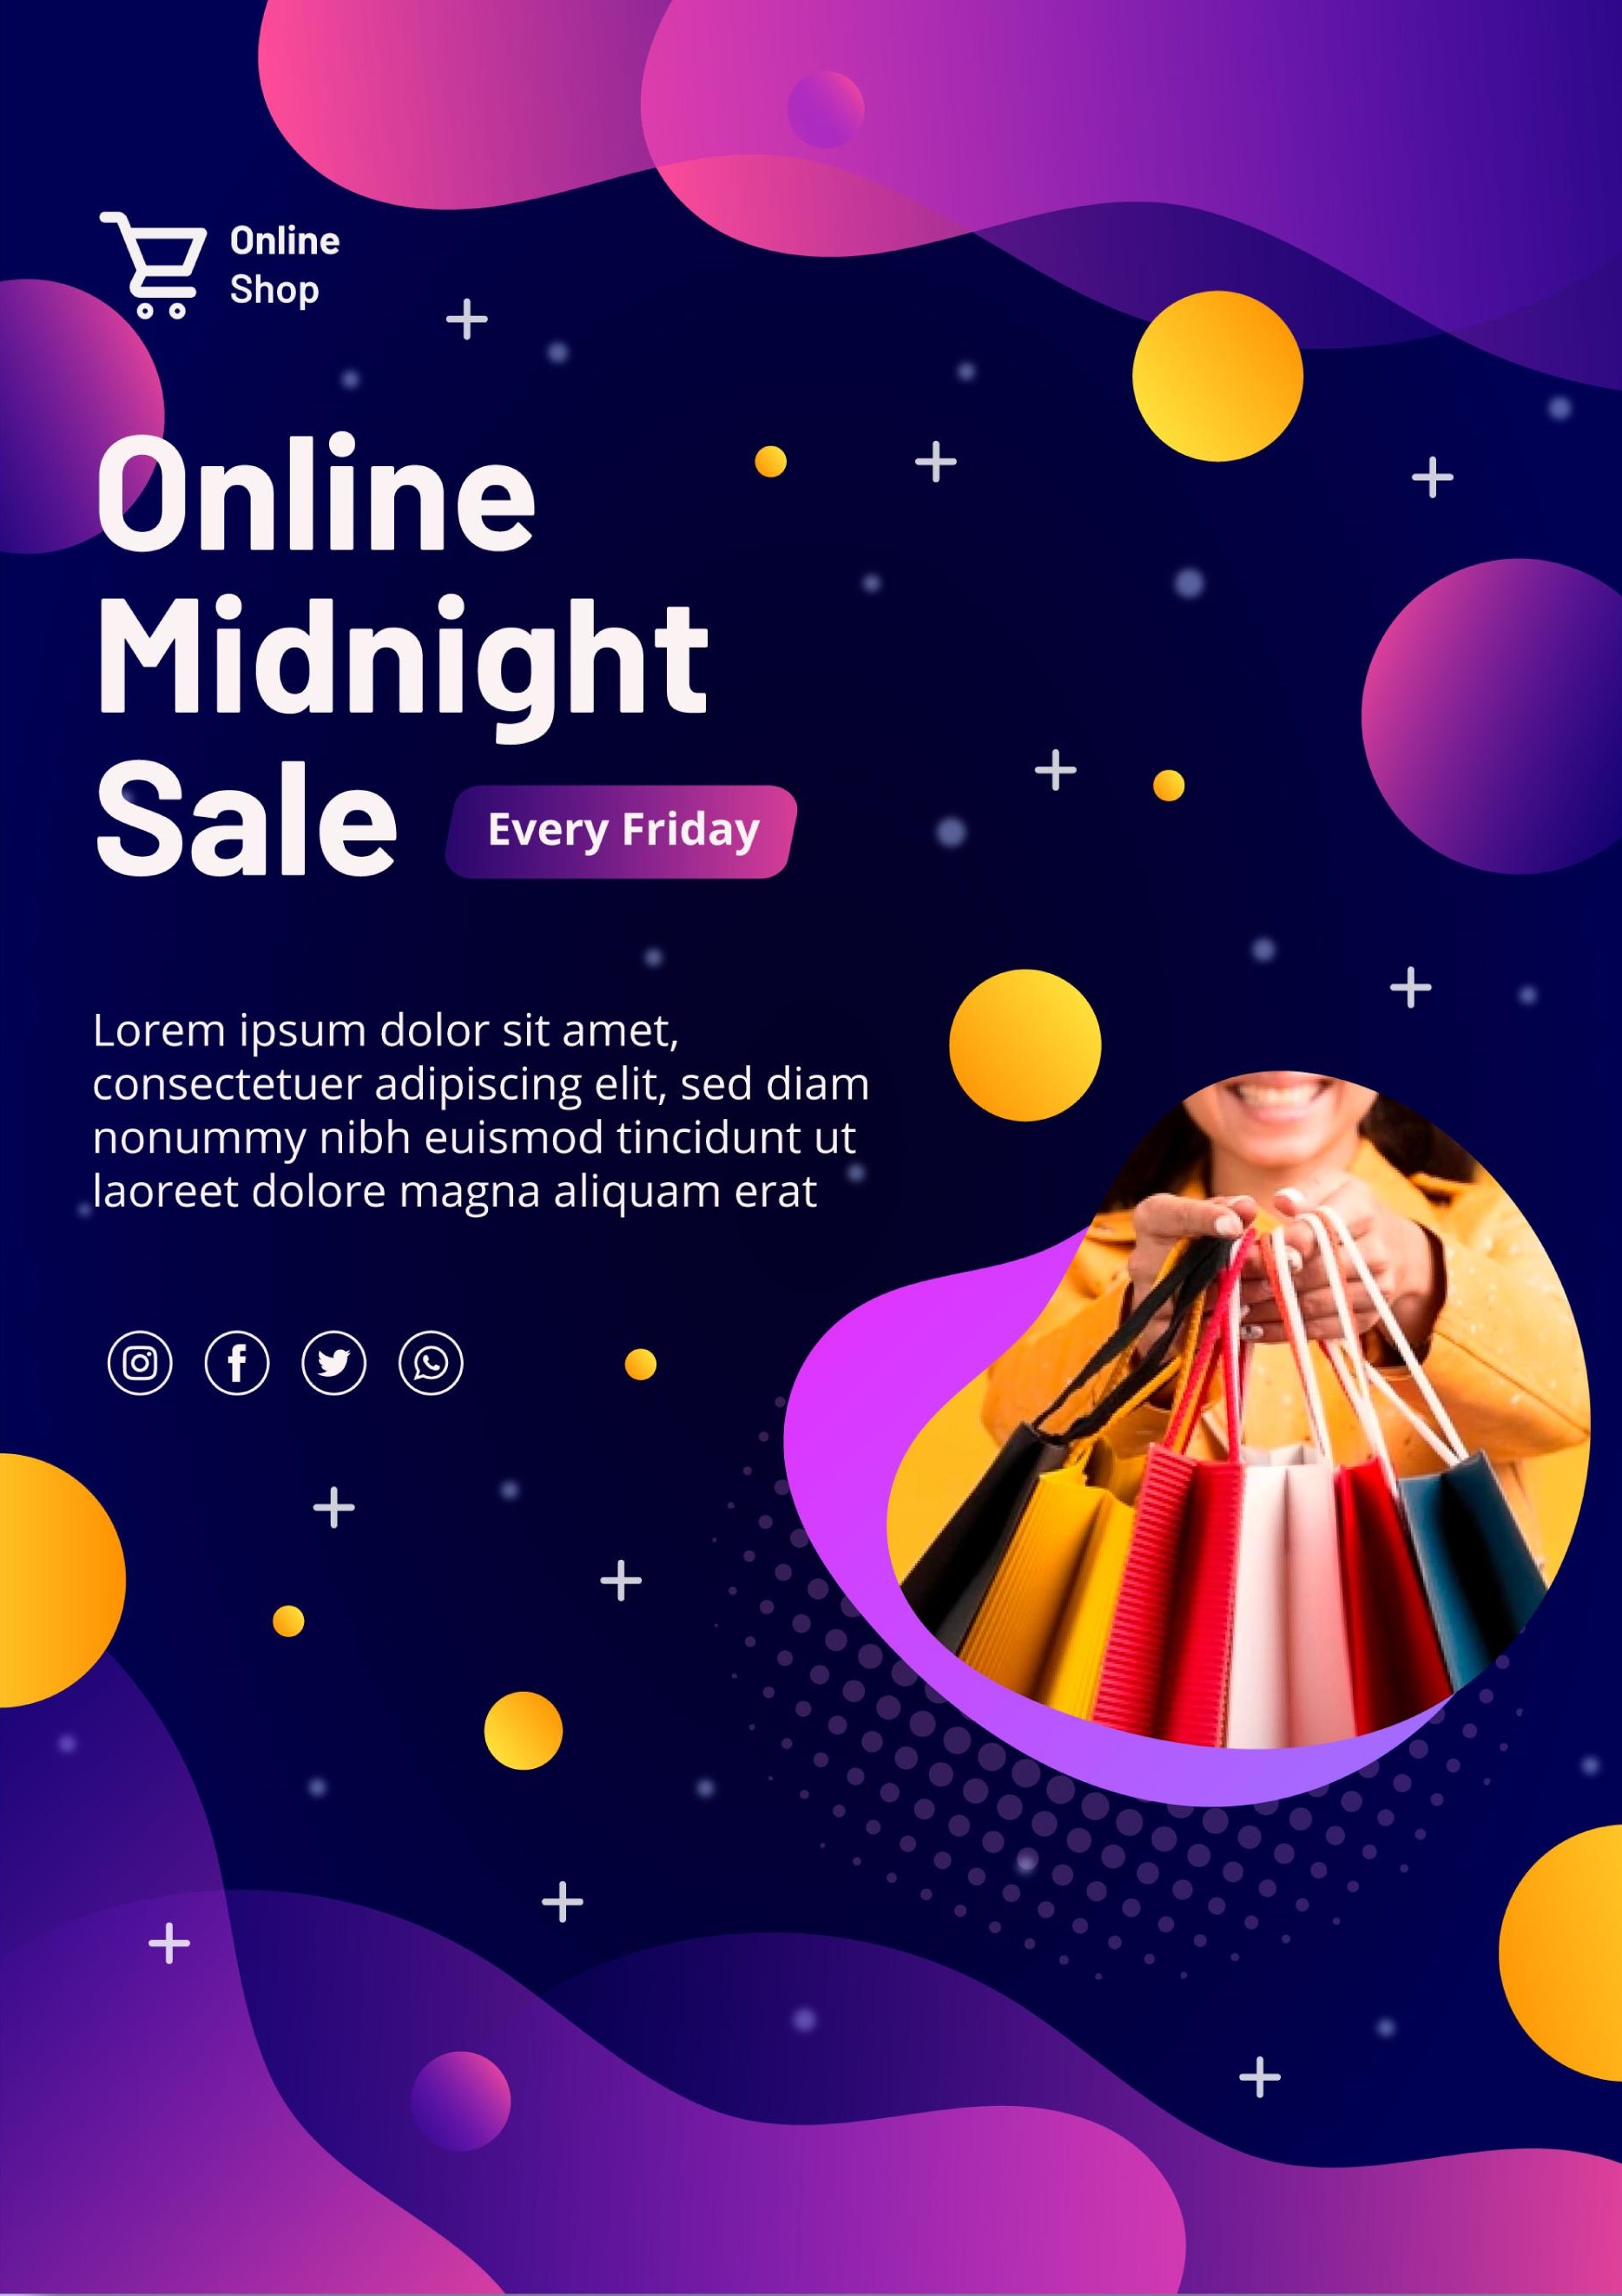 Online
Shop
Online
Midnight
Sale
Every Friday
Lorem ipsum dolor sit amet,
consectetuer adipiscing elit, sed diam
nonummy nibh euismod tincidunt ut
laoreet dolore magna aliquam erat